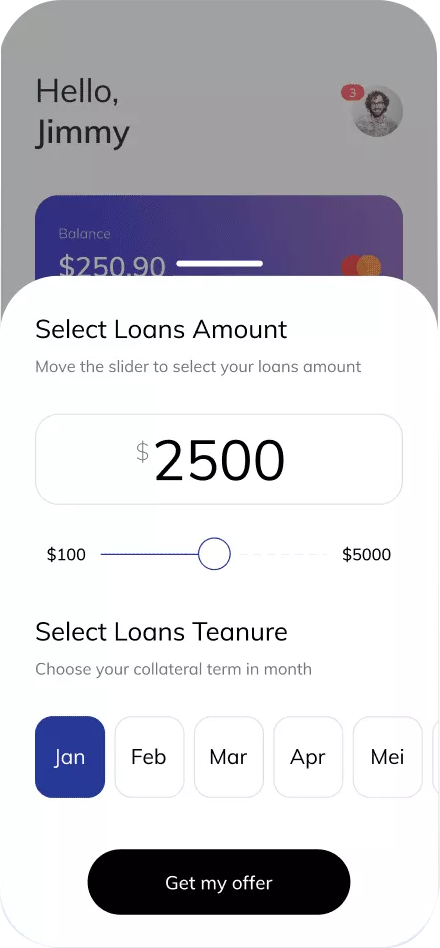 Hello,
Jimmy
3
Balance
$250.90
Select Loans Amount
Move the slider to select your loans amount
$2500
$100
$5000
Select Loans Teanure
Choose your collateral term in month
Jan Feb Mar Apr Mei
Get my offer